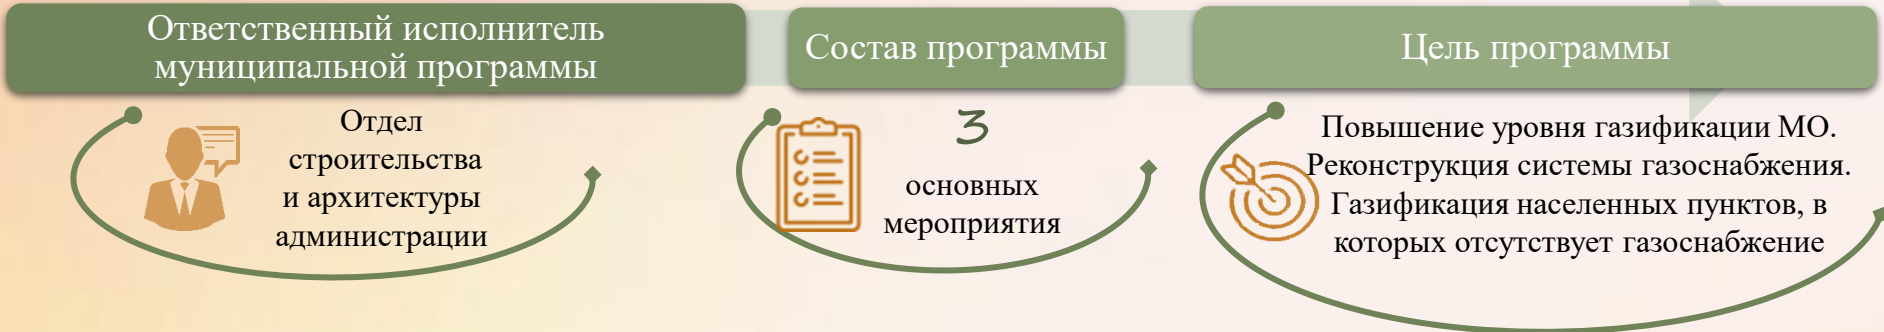 Ответственный исполнитель
муниципальной программы
Отдел
строительства
и архитектуры
администрации
Состав программы
3
основных
мероприятия
Цель программы
Повышение уровня газификации МО.
Реконструкция системы газоснабжения.
Газификация населенных пунктов, в
которых отсутствует газоснабжение